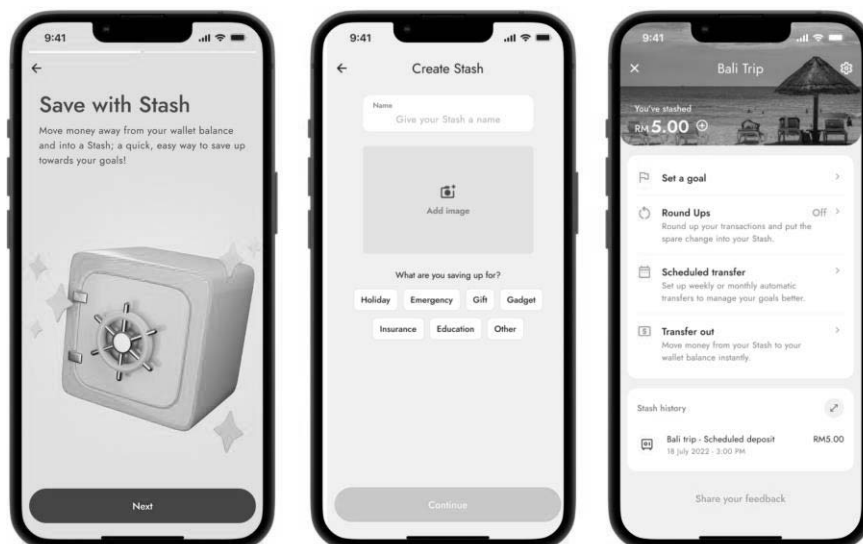 9:41
Save with Stash
Move money away from your wallet balance
and into a Stash; a quick, easy way to save up
towards your goals!
Next
9:41
Create Stash
Name
Give your Stash a name
Add image
What are you saving up for?
Holiday
Emergency
Gift
Gadget
Insurance
Education
Other
Continue
9:41
Bali Trip
You've stashed
RM 5.00
Set a goal
Round Ups
Off
Round up your transactions and put the
spare change into your Stash.
Scheduled transfer
Set up weekly or monthly automatic
transfers to manage your goals better.
Transfer out
Move money from your Stash to your
wallet balance instantly.
Stash history
Bali trip - Scheduled deposit
RM5.00
18 July 2022 - 3:00 PM
Share your feedback